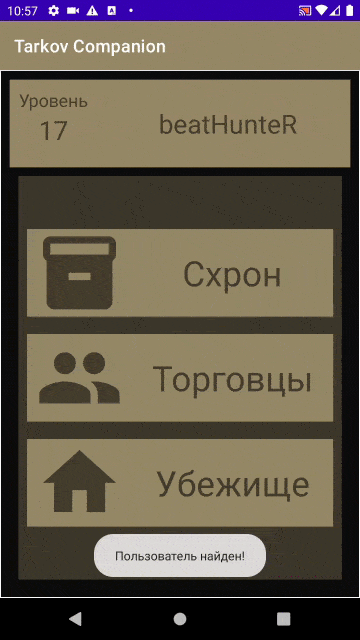 10:57
Tarkov Companion
Уровень
17
beatHunteR
Схрон
Торговцы
Убежище
Пользователь найден!